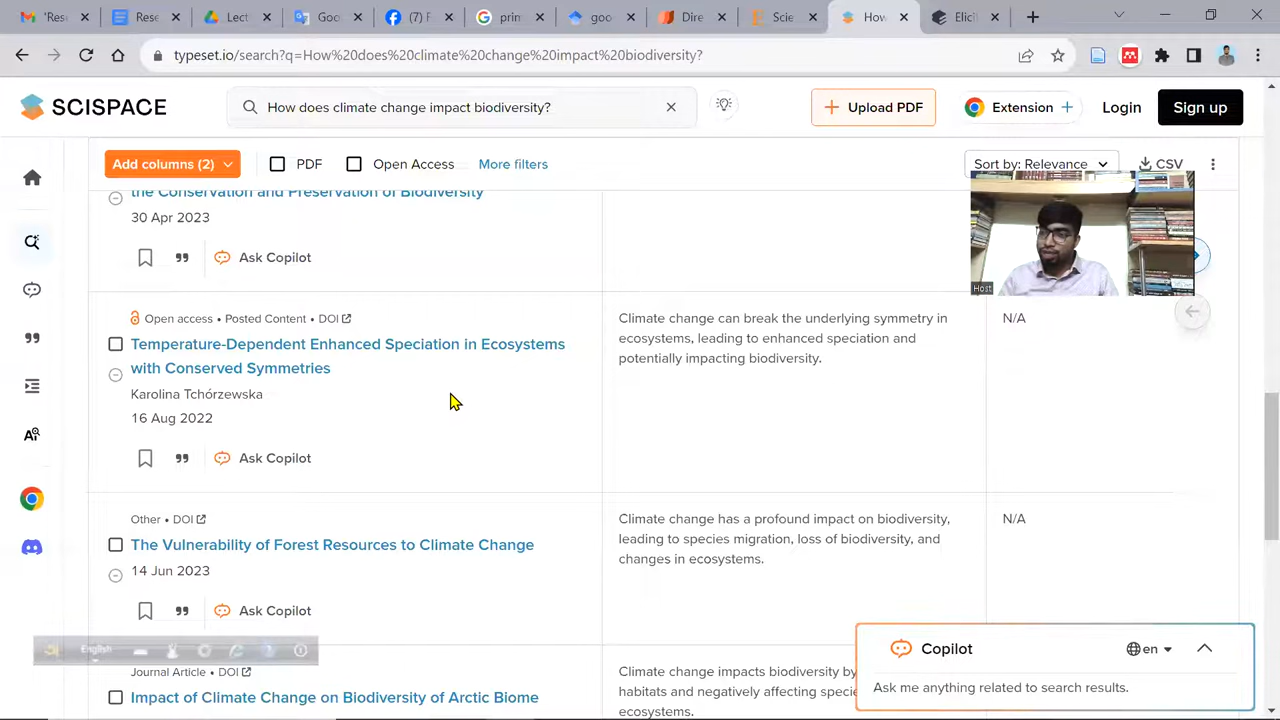 'Res
Res
Lect
Goo
(7) F
prin
goo
Dire
Scie
How
Elicit
typeset.io/search?q=How%20does%20climate%20change%20impact%20biodiversity?
SCISPACE
How does climate change impact biodiversity?
Upload PDF
Extension +
Login
Sign up
Add columns (2)
PDF
Open Access
More filters
Sort by: Relevance
CSV
the Conservation and Preservation of Biodiversity
30 Apr 2023
Ask Copilot
Host
Open access • Posted Content • DOI
Temperature-Dependent Enhanced Speciation in Ecosystems
with Conserved Symmetries
Karolina Tchórzewska
16 Aug 2022
Ask Copilot
Climate change can break the underlying symmetry in
ecosystems, leading to enhanced speciation and
potentially impacting biodiversity.
N/A
Other • DOI
The Vulnerability of Forest Resources to Climate Change
14 Jun 2023
Ask Copilot
Climate change has a profound impact on biodiversity,
leading to species migration, loss of biodiversity, and
changes in ecosystems.
N/A
English
Journal Article • DOI
Impact of Climate Change on Biodiversity of Arctic Biome
Climate change impacts biodiversity by
habitats and negatively affecting specie
ecosystems.
Copilot
en
Ask me anything related to search results.